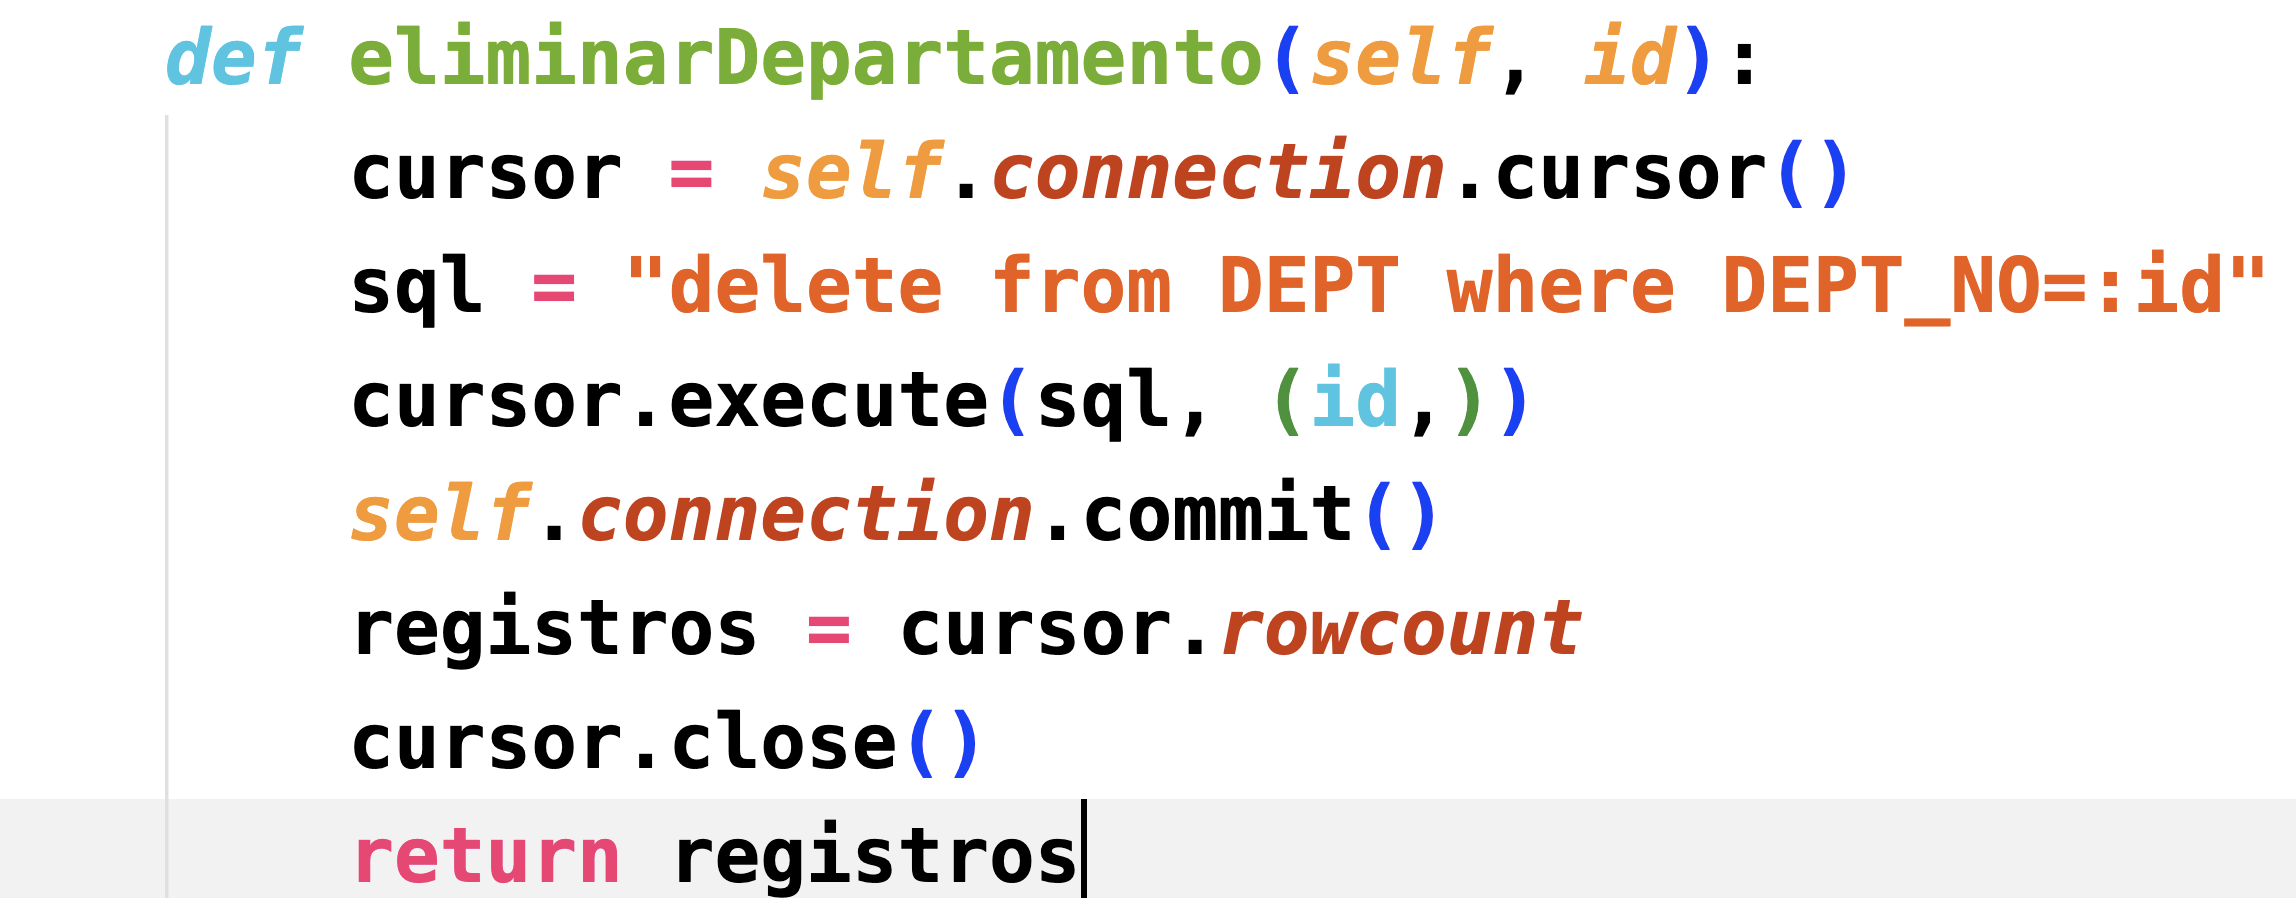 def eliminarDepartamento(self, id):
cursor = self.connection.cursor()
sql = "delete from DEPT where DEPT_NO=:id"
cursor.execute(sql, (id,))
self.connection.commit()
registros = cursor.rowcount
cursor.close()
return registros